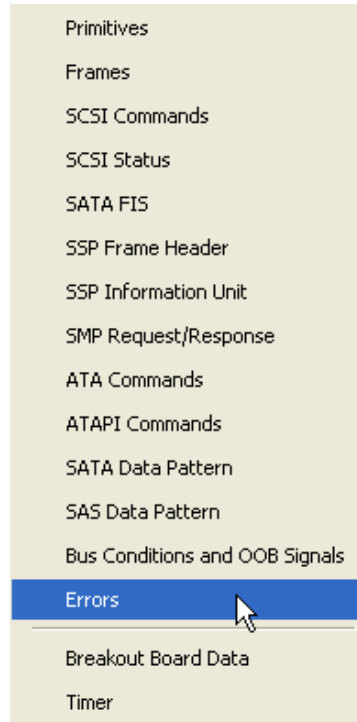 Primitives
Frames
SCSI Commands
SCSI Status
SATA FIS
SSP Frame Header
SSP Information Unit
SMP Request/Response
ATA Commands
ATAPI Commands
SATA Data Pattern
SAS Data Pattern
Bus Conditions and OOB Signals
Errors
Breakout Board Data
Timer